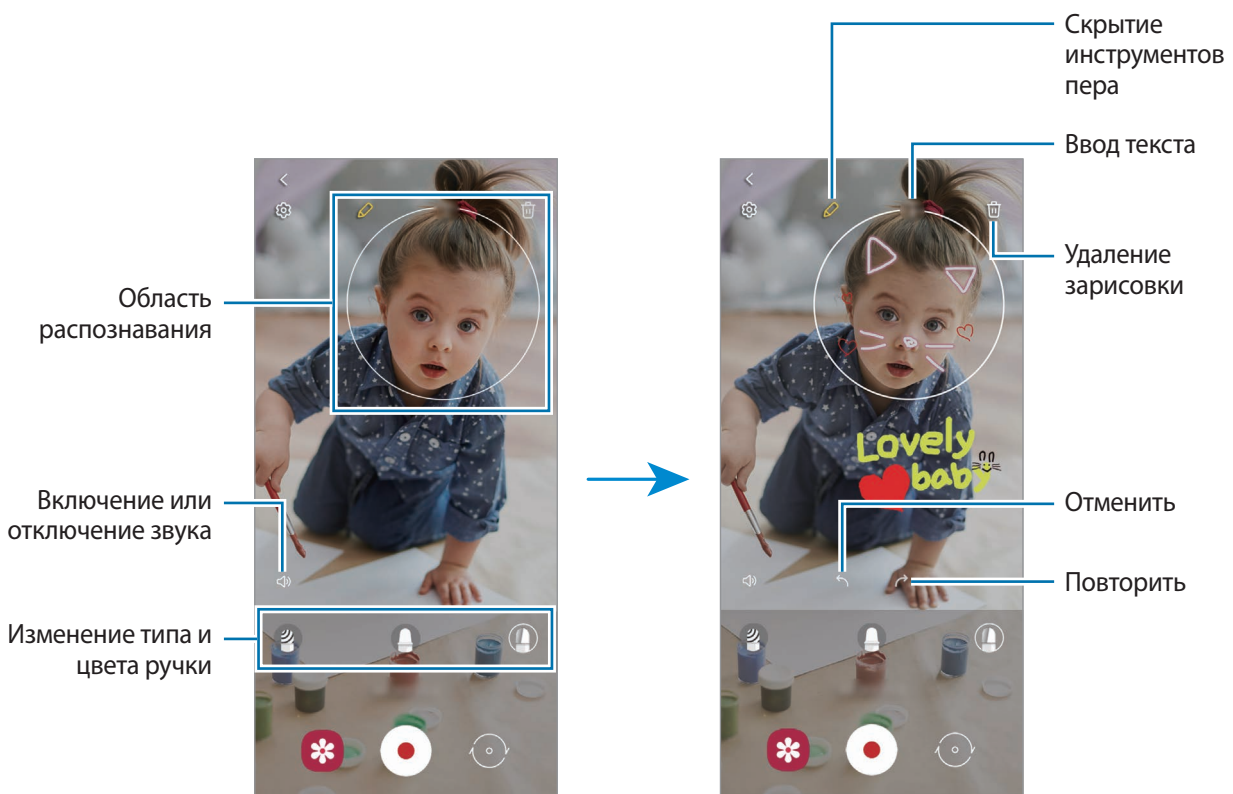 Скрытие
инструментов
пера
Ввод текста
Удаление
зарисовки
Область
распознавания
Lovely
baby
Включение или
отключение звука
Отменить
Повторить
Изменение типа и
цвета ручки